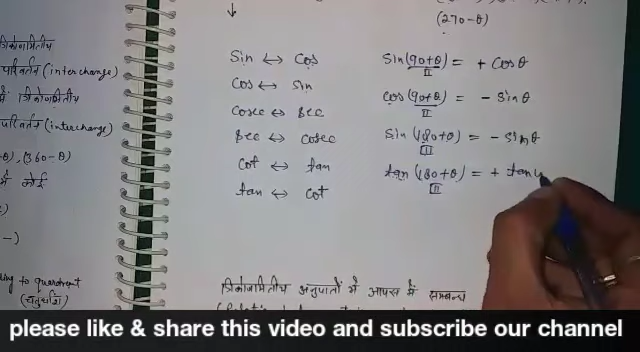 त्रिकोणमितीय
परिवर्तन (interchange)
में त्रिकोणमितीय
परिवर्तन (interchange)
-θ), (360-θ)
में कोई
-)
ing to quadrant
(चतुर्थांश)
(270-θ)
Sin ↔ Cos
Cos ↔ Sin
Cosec ↔ Sec
Sec ↔ Cosec
Cot ↔ tan
tan ↔ Cot
Sin(90+θ) = + Cosθ
II
Cos(90+θ) = - Sinθ
II
Sin(180+θ) = - Sinθ
III
tan(180+θ) = + tan
III
त्रिकोणमितीय अनुपातों में आपस में सम्बन्ध
please like & share this video and subscribe our channel